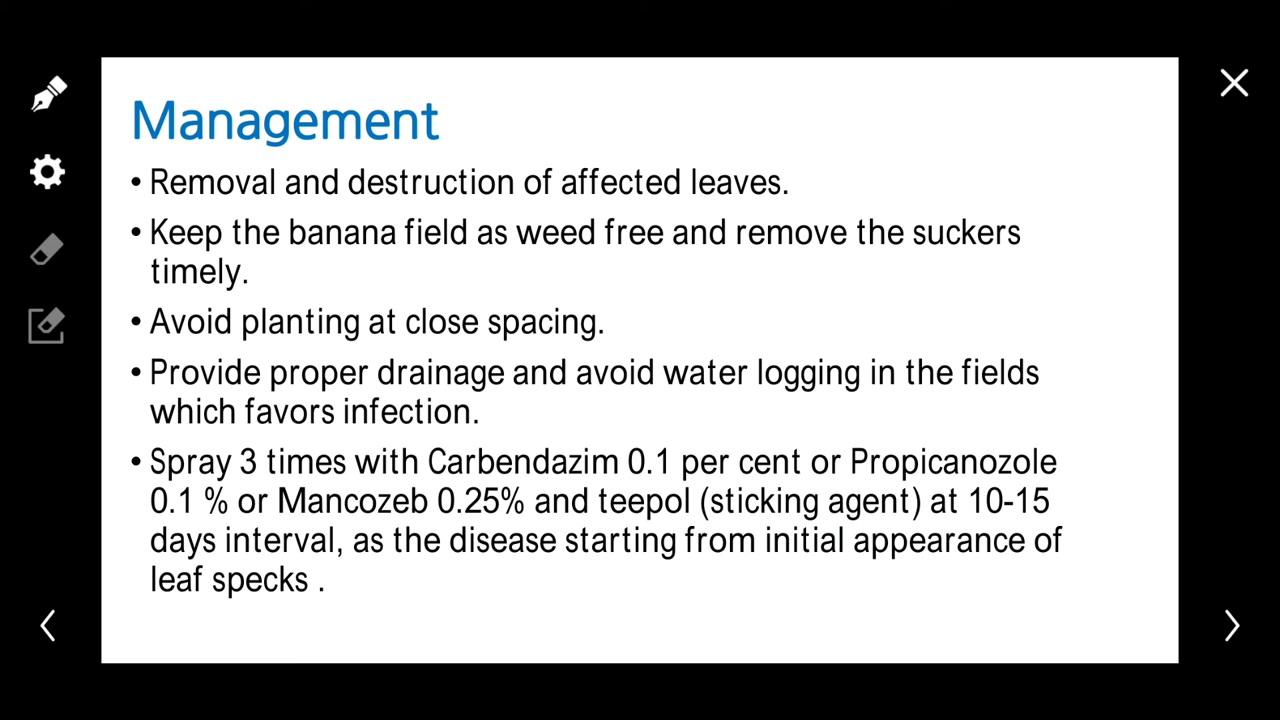 Management
• Removal and destruction of affected leaves.
• Keep the banana field as weed free and remove the suckers
timely.
• Avoid planting at close spacing.
• Provide proper drainage and avoid water logging in the fields
which favors infection.
• Spray 3 times with Carbendazim 0.1 per cent or Propicanozole
0.1 % or Mancozeb 0.25% and teepol (sticking agent) at 10-15
days interval, as the disease starting from initial appearance of
leaf specks .